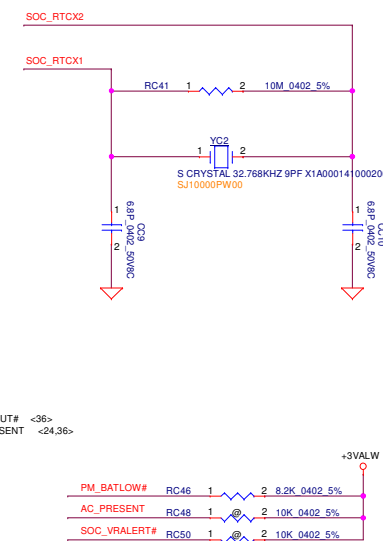 SOC_RTCX2
SOC_RTCX1
RC41 1 2 10M_0402_5%
YC2
1 2
S CRYSTAL 32.768KHZ 9PF X1A000141000200
SJ10000PW00
1 CC9 6.8P_0402_50V8C 2
1 CC10 6.8P_0402_50V8C 2
UT# <36>
SENT <24,36>
+3VALW
PM_BATLOW# RC46 1 2 8.2K_0402_5%
AC_PRESENT RC48 1 @ 2 10K_0402_5%
SOC_VRALERT# RC50 1 @ 2 10K_0402_5%